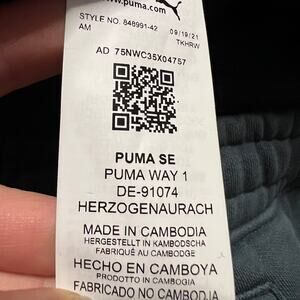 www.puma.com
STYLE NO. 848991-42 09/19/21
AM TKHRW
AD 75NWC35X04757
PUMA SE
PUMA WAY 1
DE-91074
HERZOGENAURACH
MADE IN CAMBODIA
HERGESTELLT IN KAMBODSCHA
FABRIQUÉ AU CAMBODGE
HECHO EN CAMBOYA
PRODOTTO IN CAMBOGIA
FABRICADO NO CAMBODJA